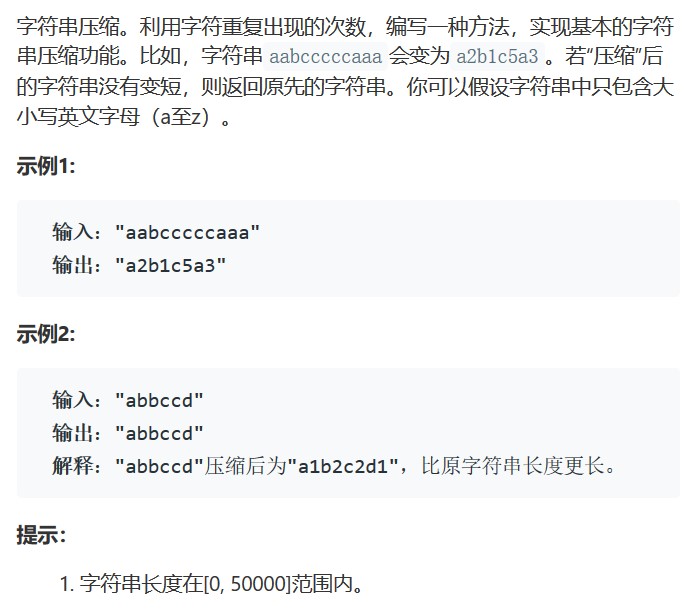 字符串压缩。利用字符重复出现的次数，编写一种方法，实现基本的字符
串压缩功能。比如，字符串 aabcccccaaa 会变为 a2b1c5a3 。若“压缩”后
的字符串没有变短，则返回原先的字符串。你可以假设字符串中只包含大
小写英文字母（a至z）。
示例1:
输入："aabcccccaaa"
输出："a2b1c5a3"
示例2:
输入："abbccd"
输出："abbccd"
解释："abbccd"压缩后为"a1b2c2d1"，比原字符串长度更长。
提示：
1. 字符串长度在[0, 50000]范围内。